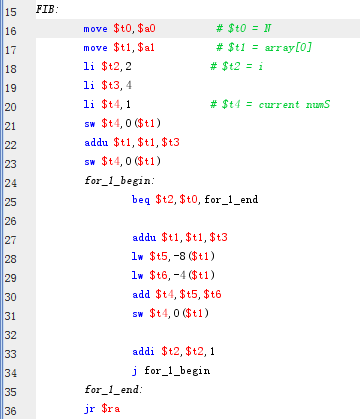 15 FIB:
16 move $t0,$a0 # $t0 = N
17 move $t1,$a1 # $t1 = array[0]
18 li $t2,2 # $t2 = i
19 li $t3,4
20 li $t4,1 # $t4 = current numS
21 sw $t4,0($t1)
22 addu $t1,$t1,$t3
23 sw $t4,0($t1)
24 for_1_begin:
25 beq $t2,$t0,for_1_end
26
27 addu $t1,$t1,$t3
28 lw $t5,-8($t1)
29 lw $t6,-4($t1)
30 add $t4,$t5,$t6
31 sw $t4,0($t1)
32
33 addi $t2,$t2,1
34 j for_1_begin
35 for_1_end:
36 jr $ra